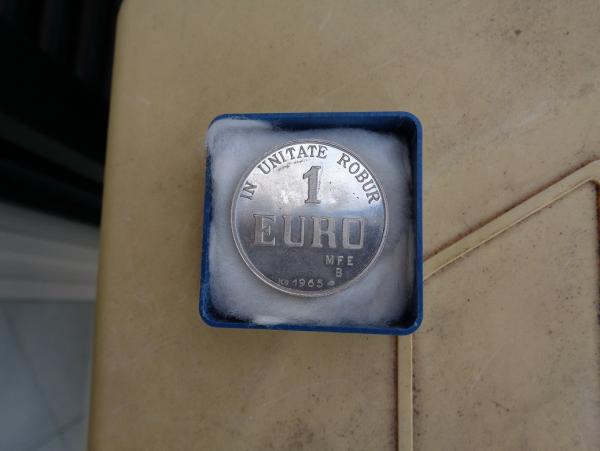 IN UNITATE ROBUR
1
EURO
MFE
B
1965